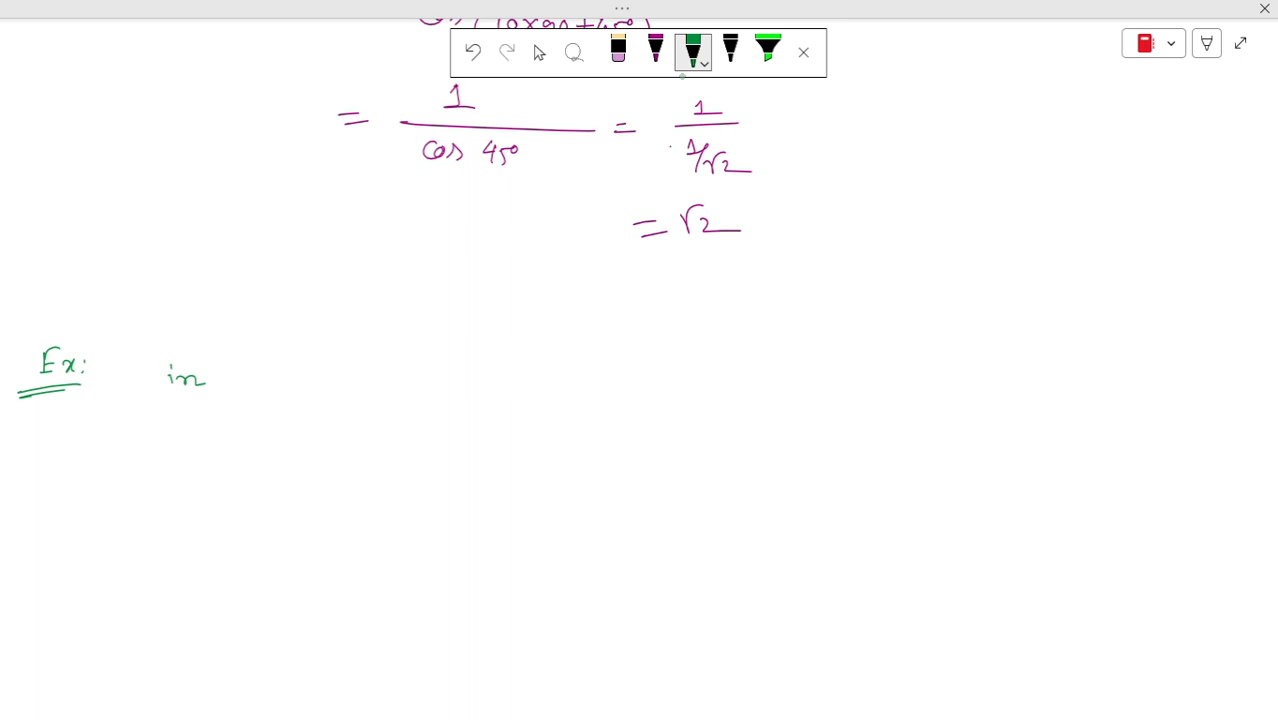 = 1 / cos 45° = 1 / 1/√2
= √2
Ex: in